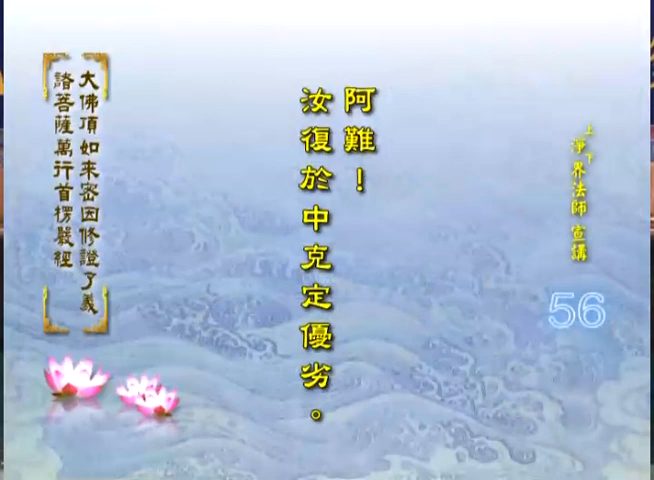 上淨下界法師 宣講
56
阿難！
汝復於中克定優劣。
大佛頂如來密因修證了義
諸菩薩萬行首楞嚴經